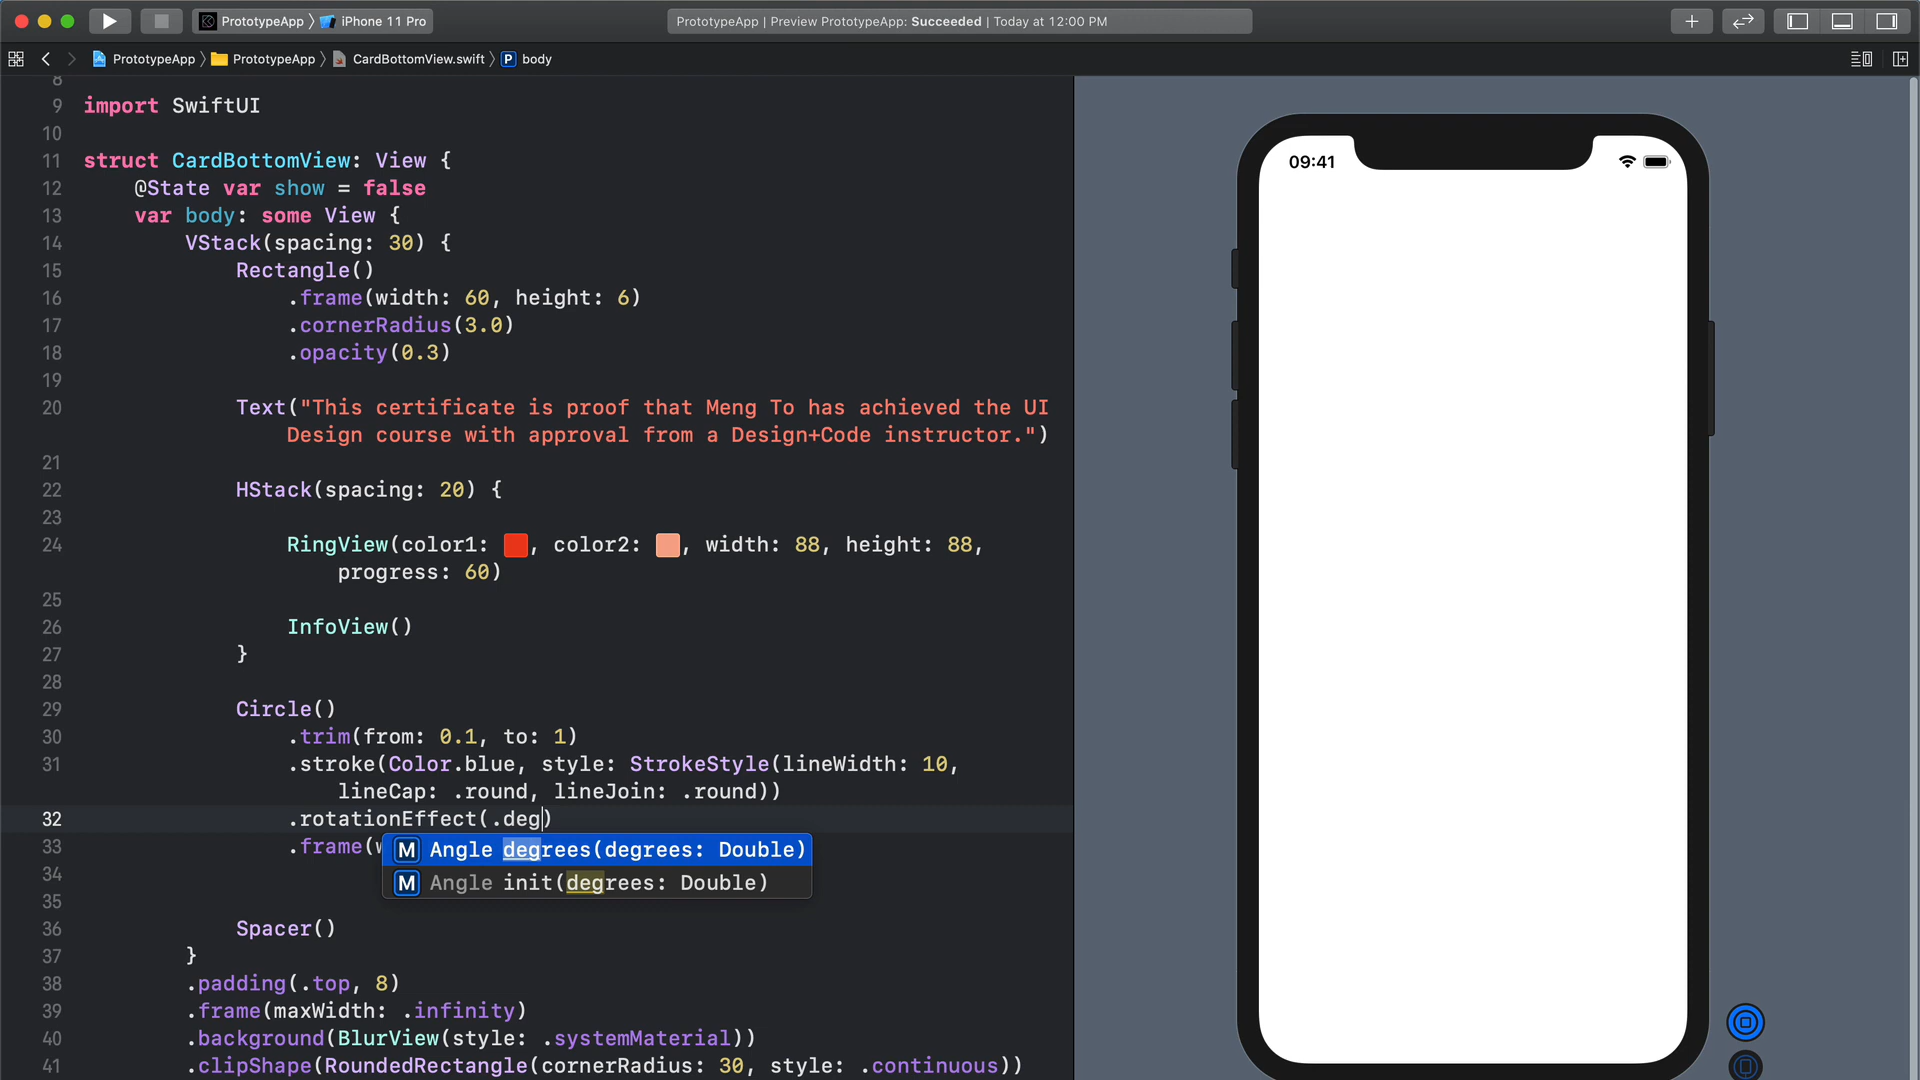 PrototypeApp 〉 iPhone 11 Pro
PrototypeApp | Preview PrototypeApp: Succeeded | Today at 12:00 PM
PrototypeApp 〉 PrototypeApp 〉 CardBottomView.swift 〉 P body
8
9 import SwiftUI
10
11 struct CardBottomView: View {
12 @State var show = false
13 var body: some View {
14 VStack(spacing: 30) {
15 Rectangle()
16 .frame(width: 60, height: 6)
17 .cornerRadius(3.0)
18 .opacity(0.3)
19
20 Text("This certificate is proof that Meng To has achieved the UI
Design course with approval from a Design+Code instructor.")
21
22 HStack(spacing: 20) {
23
24 RingView(color1: , color2: , width: 88, height: 88,
progress: 60)
25
26 InfoView()
27 }
28
29 Circle()
30 .trim(from: 0.1, to: 1)
31 .stroke(Color.blue, style: StrokeStyle(lineWidth: 10,
lineCap: .round, lineJoin: .round))
32 .rotationEffect(.deg)
33 .frame(
M Angle degrees(degrees: Double)
M Angle init(degrees: Double)
34
35
36 Spacer()
37 }
38 .padding(.top, 8)
39 .frame(maxWidth: .infinity)
40 .background(BlurView(style: .systemMaterial))
41 .clipShape(RoundedRectangle(cornerRadius: 30, style: .continuous))
09:41